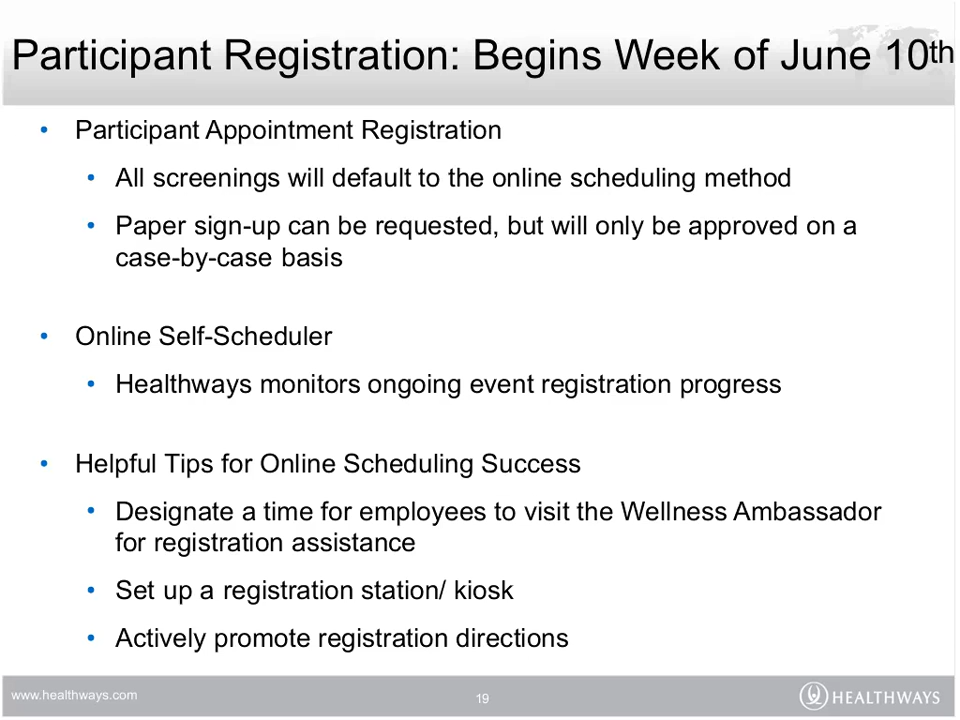 Participant Registration: Begins Week of June 10th
• Participant Appointment Registration
• All screenings will default to the online scheduling method
• Paper sign-up can be requested, but will only be approved on a
case-by-case basis
• Online Self-Scheduler
• Healthways monitors ongoing event registration progress
• Helpful Tips for Online Scheduling Success
• Designate a time for employees to visit the Wellness Ambassador
for registration assistance
• Set up a registration station/ kiosk
• Actively promote registration directions
www.healthways.com
19
HEALTHWAYS